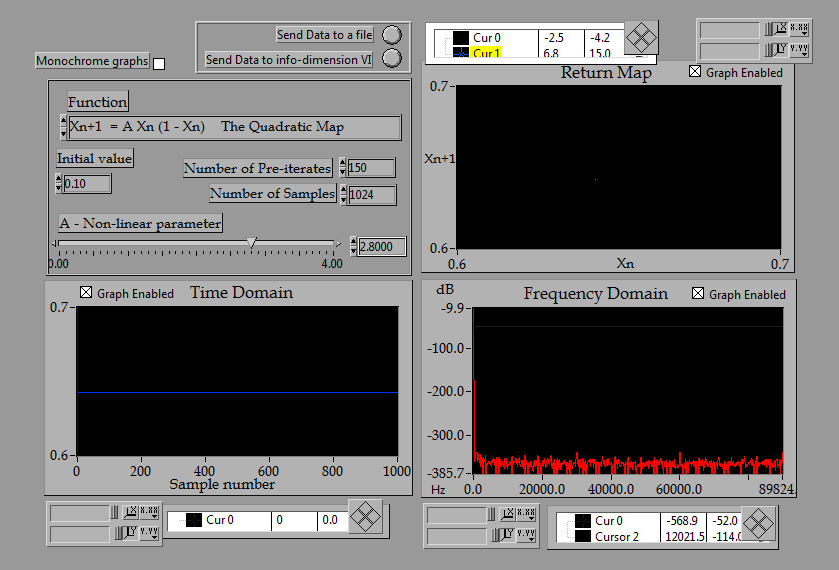 Monochrome graphs
Send Data to a file
Send Data to info-dimension VI
Cur 0 -2.5 -4.2
Cur 1 6.8 15.0
X X.XX
Y Y.YY
Function
Xn+1 = A Xn (1 - Xn) The Quadratic Map
Initial value
0.10
Number of Pre-iterates 150
Number of Samples 1024
A - Non-linear parameter
0.00 4.00
2.8000
Return Map
Graph Enabled
0.7
Xn+1
0.6
0.6 Xn 0.7
Graph Enabled
Time Domain
0.7
0.6
0 200 400 600 800 1000
Sample number
X X.XX
Y Y.YY
Cur 0 0 0.0
dB
Frequency Domain
Graph Enabled
-9.9
-100.0
-200.0
-300.0
-385.7
Hz 0.0 20000.0 40000.0 60000.0 89824.
X X.XX
Y Y.YY
Cur 0 -568.9 -52.0
Cursor 2 12021.5 -114.0